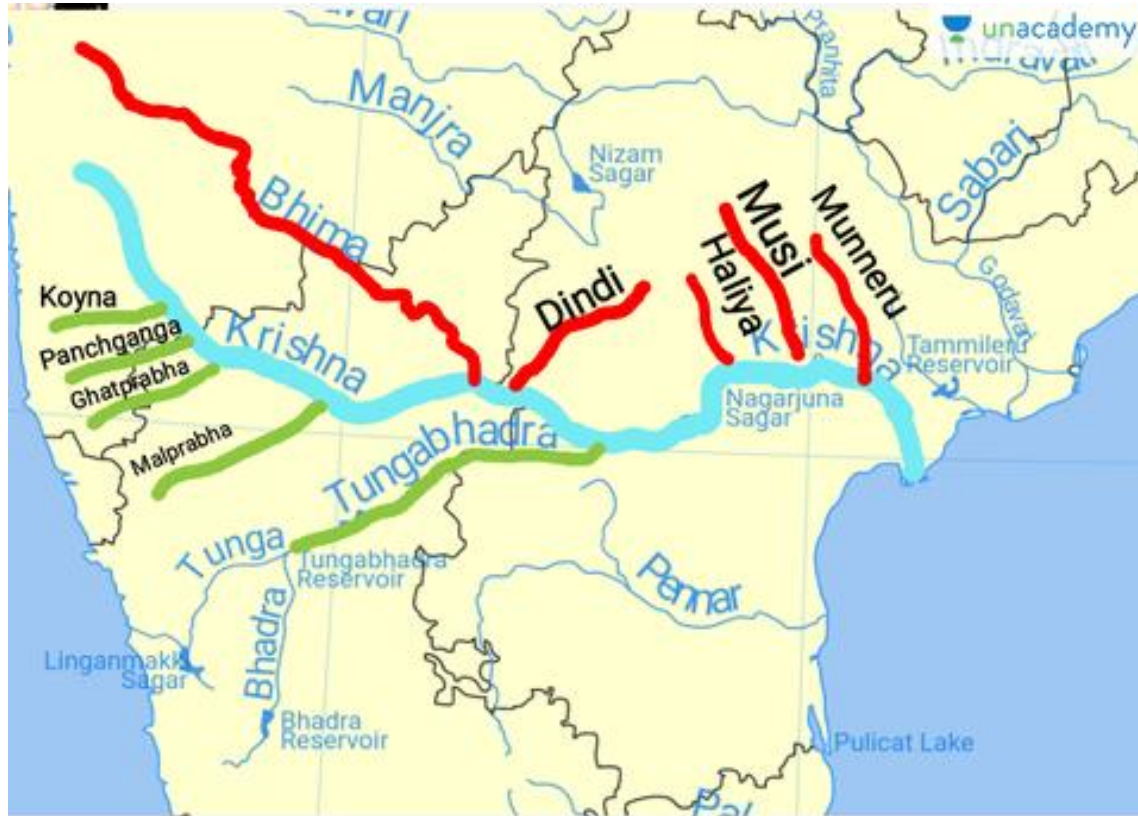 unacademy
Pranhita
Manjra
Nizam
Sagar
Sabari
Bhima
Musi
Munneru
Haliya
Dindi
Godavari
Koyna
Panchganga
Ghatprabha
Krishna
Krishna
Tammileru
Reservoir
Nagarjuna
Sagar
Malprabha
Tungabhadra
Tunga
Tungabhadra
Reservoir
Bhadra
Pennar
Linganmakki
Sagar
Bhadra
Reservoir
Pulicat Lake